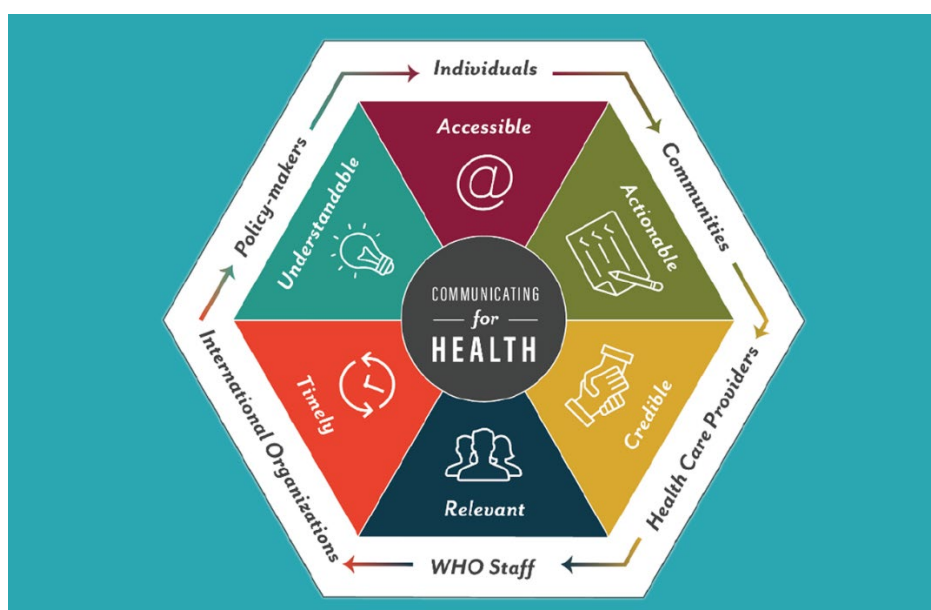 Individuals
Communities
Health Care Providers
WHO Staff
International Organizations
Policy-makers
Accessible
@
Actionable
Credible
Relevant
Timely
Understandable
COMMUNICATING
for
HEALTH